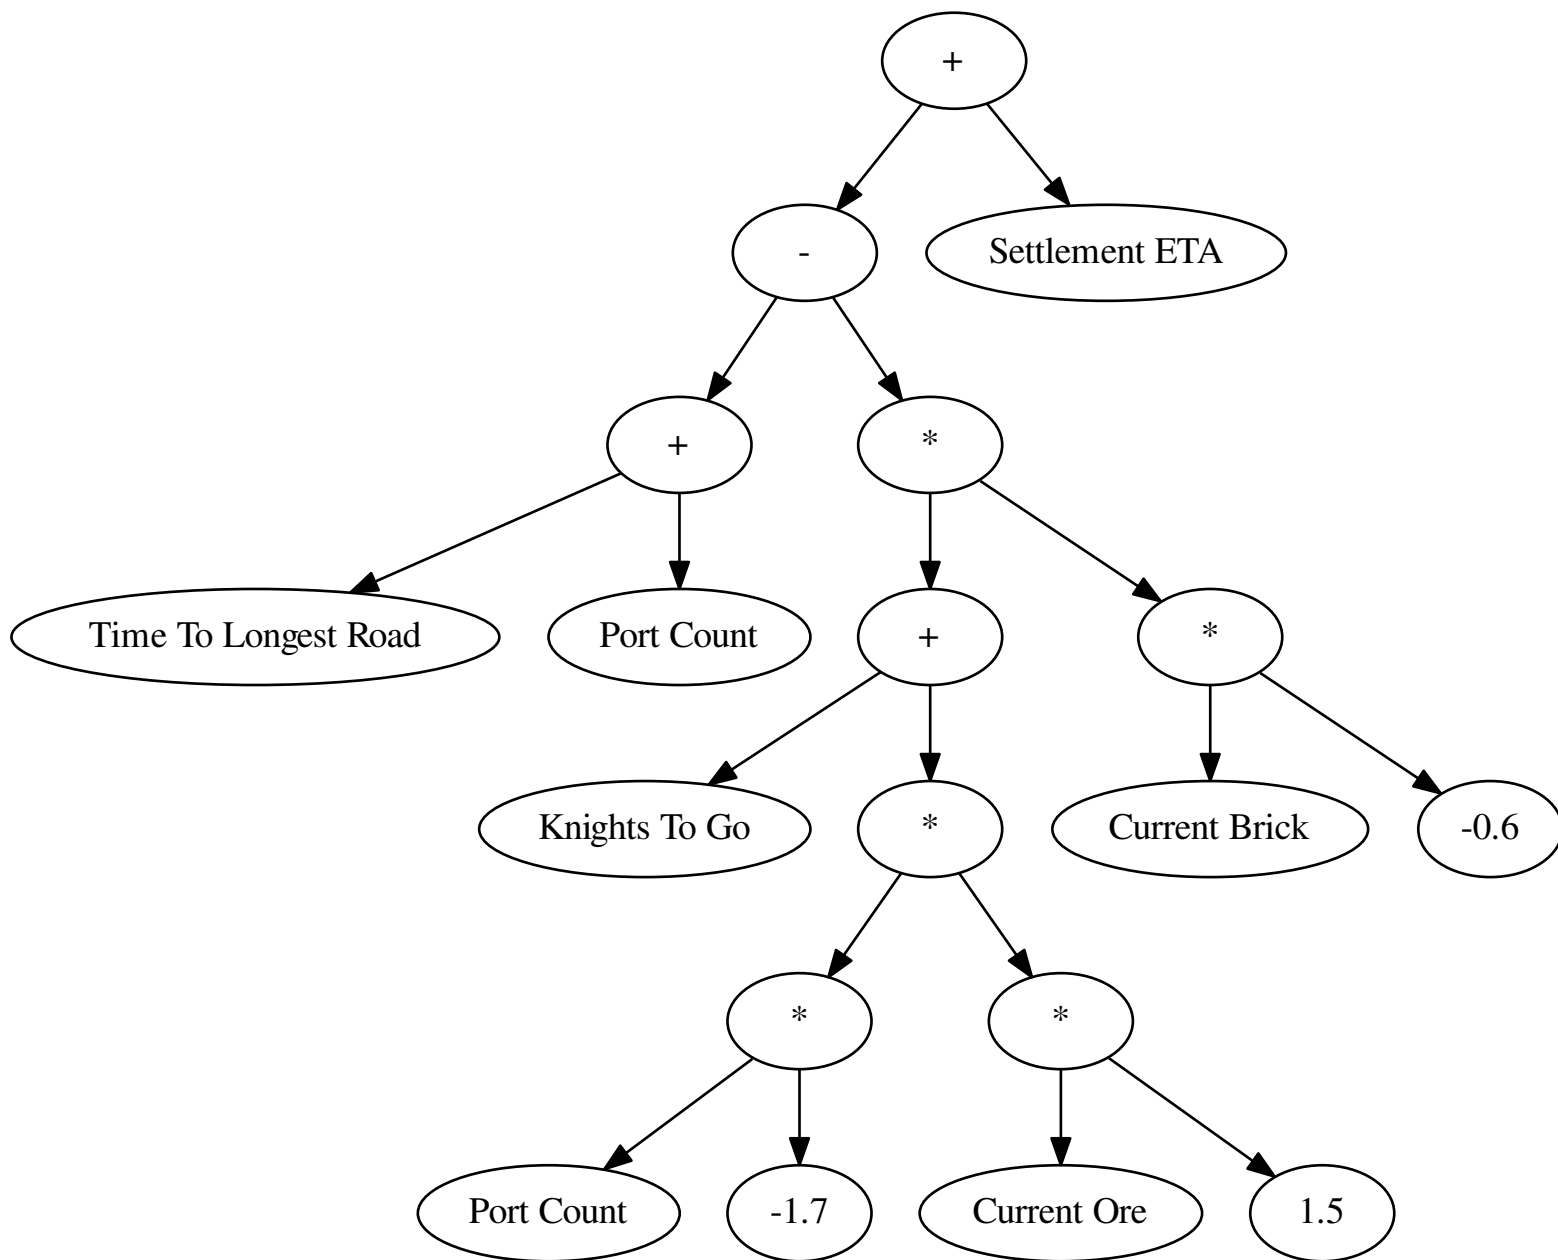 +
-
Settlement ETA
+
*
Time To Longest Road
Port Count
+
*
Knights To Go
*
Current Brick
-0.6
*
*
Port Count
-1.7
Current Ore
1.5